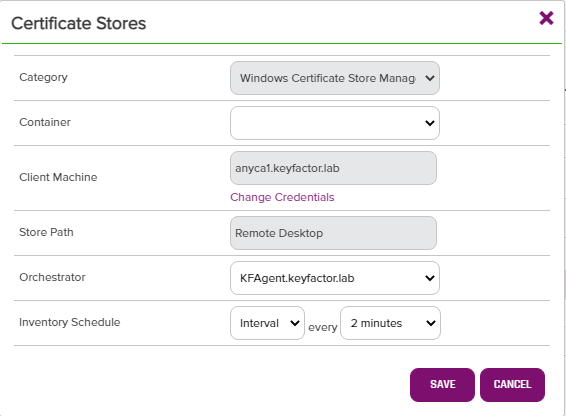 Certificate Stores
Category
Windows Certificate Store Manag
Container
Client Machine
anyca1.keyfactor.lab
Change Credentials
Store Path
Remote Desktop
Orchestrator
KFAgent.keyfactor.lab
Inventory Schedule
Interval every 2 minutes
SAVE CANCEL